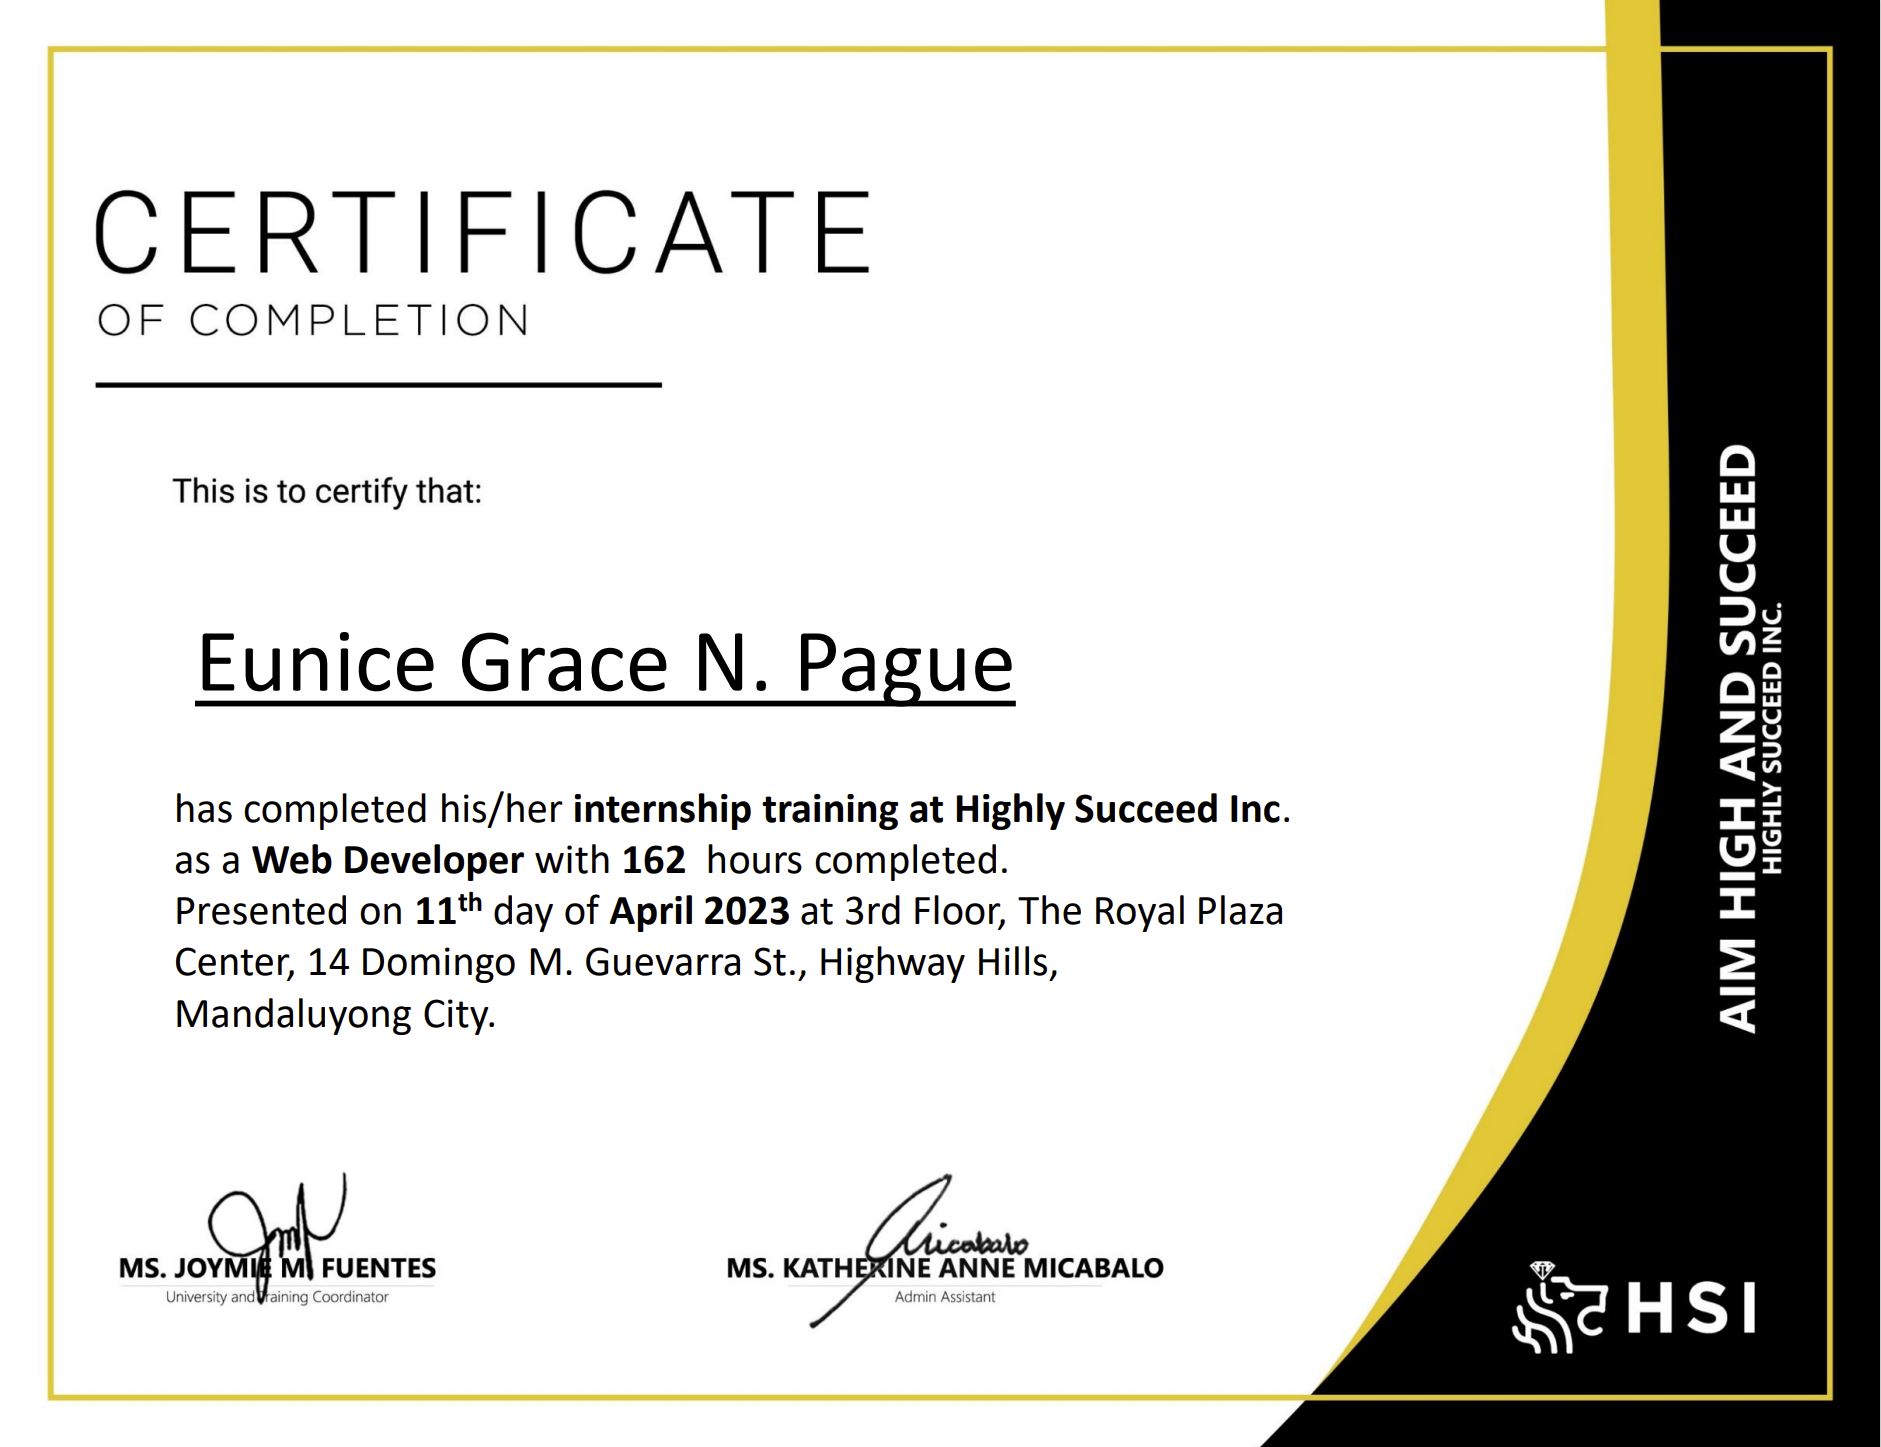 CERTIFICATE
OF COMPLETION
This is to certify that:
Eunice Grace N. Pague
has completed his/her internship training at Highly Succeed Inc.
as a Web Developer with 162 hours completed.
Presented on 11th day of April 2023 at 3rd Floor, The Royal Plaza
Center, 14 Domingo M. Guevarra St., Highway Hills,
Mandaluyong City.
Micabalo
MS. JOYMIE M. FUENTES
University and Training Coordinator
MS. KATHERINE ANNE MICABALO
Admin Assistant
AIM HIGH AND SUCCEED
HIGHLY SUCCEED INC.
HSI